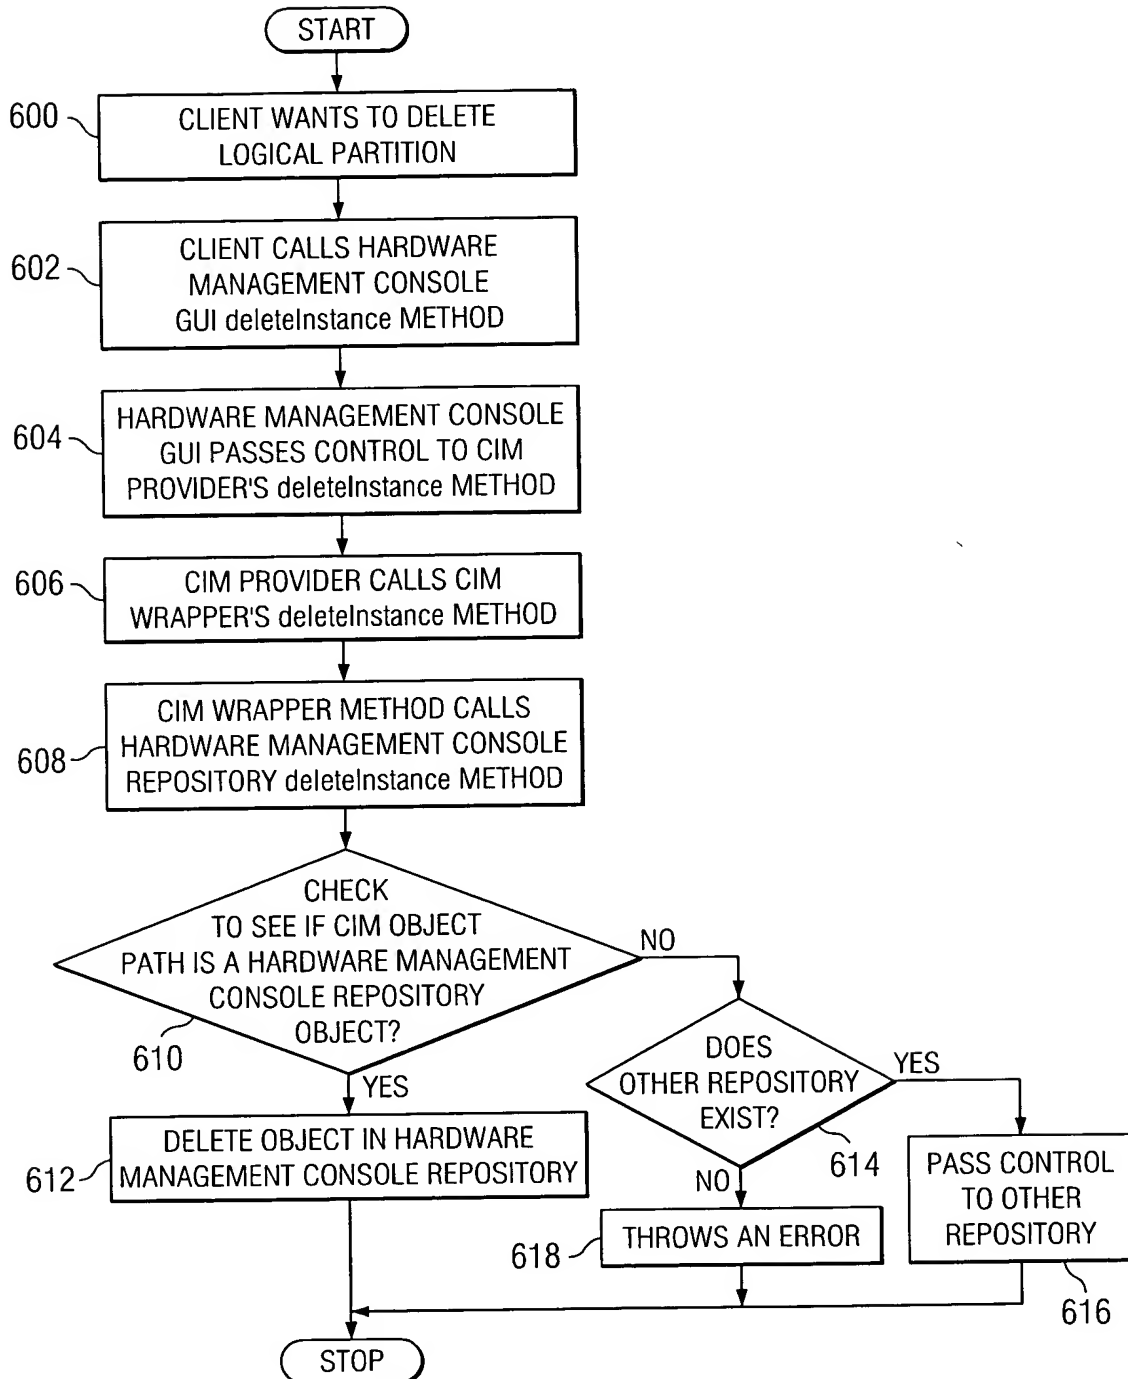 START
600
CLIENT WANTS TO DELETE
LOGICAL PARTITION
602
CLIENT CALLS HARDWARE
MANAGEMENT CONSOLE
GUI deleteInstance METHOD
604
HARDWARE MANAGEMENT CONSOLE
GUI PASSES CONTROL TO CIM
PROVIDER'S deleteInstance METHOD
606
CIM PROVIDER CALLS CIM
WRAPPER'S deleteInstance METHOD
608
CIM WRAPPER METHOD CALLS
HARDWARE MANAGEMENT CONSOLE
REPOSITORY deleteInstance METHOD
CHECK
TO SEE IF CIM OBJECT
PATH IS A HARDWARE MANAGEMENT
CONSOLE REPOSITORY
OBJECT?
610
NO
YES
DOES
OTHER REPOSITORY
EXIST?
614
YES
NO
612
DELETE OBJECT IN HARDWARE
MANAGEMENT CONSOLE REPOSITORY
618
THROWS AN ERROR
PASS CONTROL
TO OTHER
REPOSITORY
616
STOP